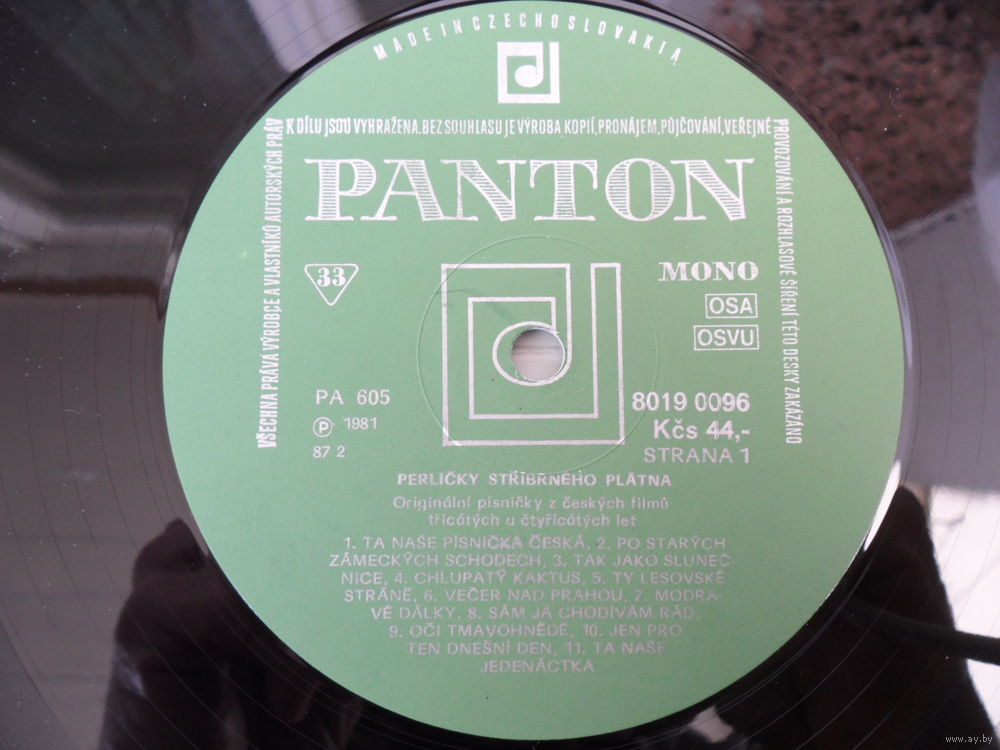 MADE IN CZECHOSLOVAKIA
VŠECHNA PRÁVA VÝROBCE A VLASTNÍKŮ AUTORSKÝCH PRÁV
K DÍLU JSOU VYHRAŽENA. BEZ SOUHLASU JE VÝROBA KOPIÍ, PRONÁJEM, PŮJČOVÁNÍ, VEŘEJNÉ
PROVOZOVÁNÍ A ROZHLASOVÉ ŠÍŘENÍ TÉTO DESKY ZAKÁZÁNO
PANTON
33
MONO
OSA
OSVU
PA 605
℗ 1981
87 2
8019 0096
Kčs 44,-
STRANA 1
PERLIČKY STŘÍBRNÉHO PLÁTNA
Originální písničky z českých filmů
třicátých a čtyřicátých let
1. TA NAŠE PÍSNIČKA ČESKÁ, 2. PO STARÝCH
ZÁMECKÝCH SCHODECH, 3. TAK JAKO SLUNEČ-
NICE, 4. CHLUPATÝ KAKTUS, 5. TY LESOVSKÉ
STRÁNĚ, 6. VEČER NAD PRAHOU, 7. MODRA-
VÉ DÁLKY, 8. SÁM JÁ CHODÍVÁM RÁD,
9. OČI TMAVOHNĚDÉ, 10. JEN PRO
TEN DNEŠNÍ DEN, 11. TA NAŠE
JEDENÁCTKA
www.ay.by